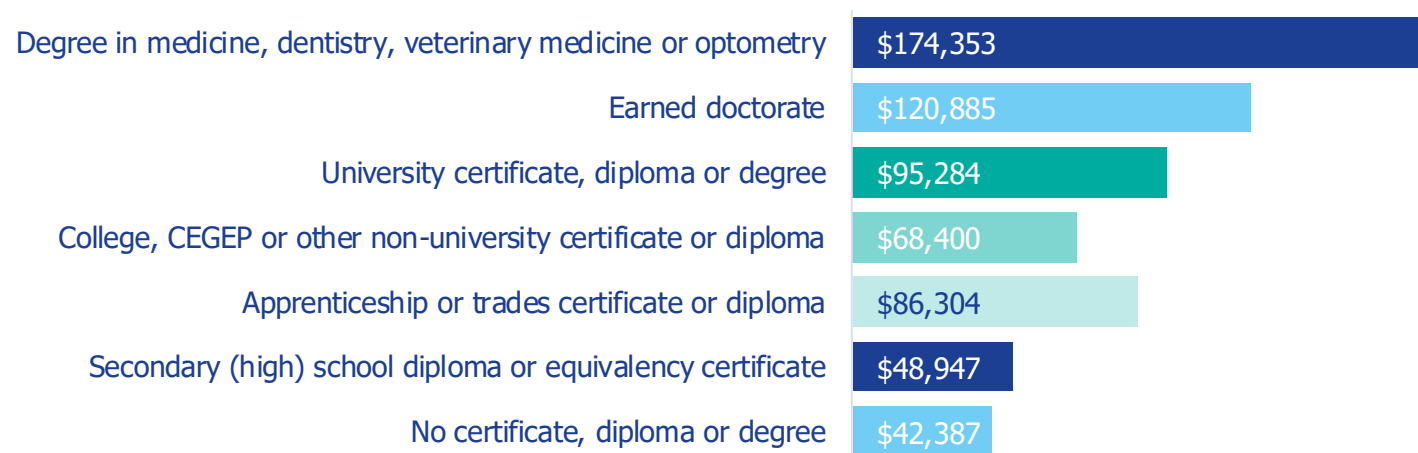 Degree in medicine, dentistry, veterinary medicine or optometry $174,353
Earned doctorate $120,885
University certificate, diploma or degree $95,284
College, CEGEP or other non-university certificate or diploma $68,400
Apprenticeship or trades certificate or diploma $86,304
Secondary (high) school diploma or equivalency certificate $48,947
No certificate, diploma or degree $42,387